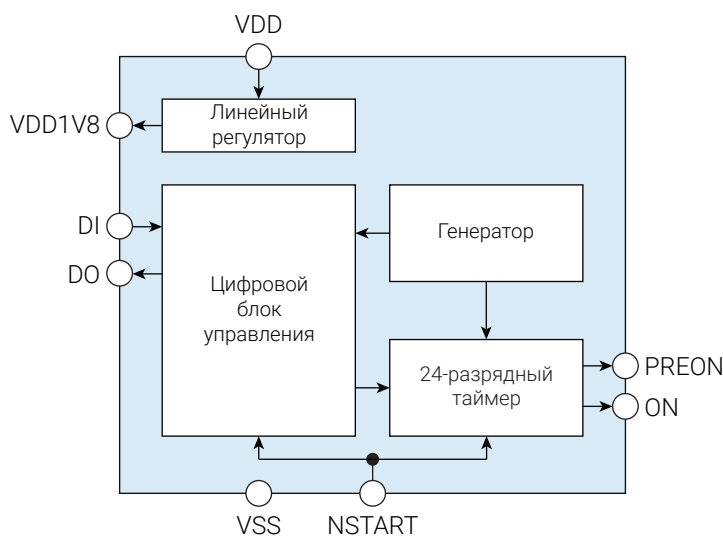 VDD
VDD1V8
Линейный
регулятор
DI
DO
Цифровой
блок
управления
Генератор
24-разрядный
таймер
PREON
ON
VSS
NSTART